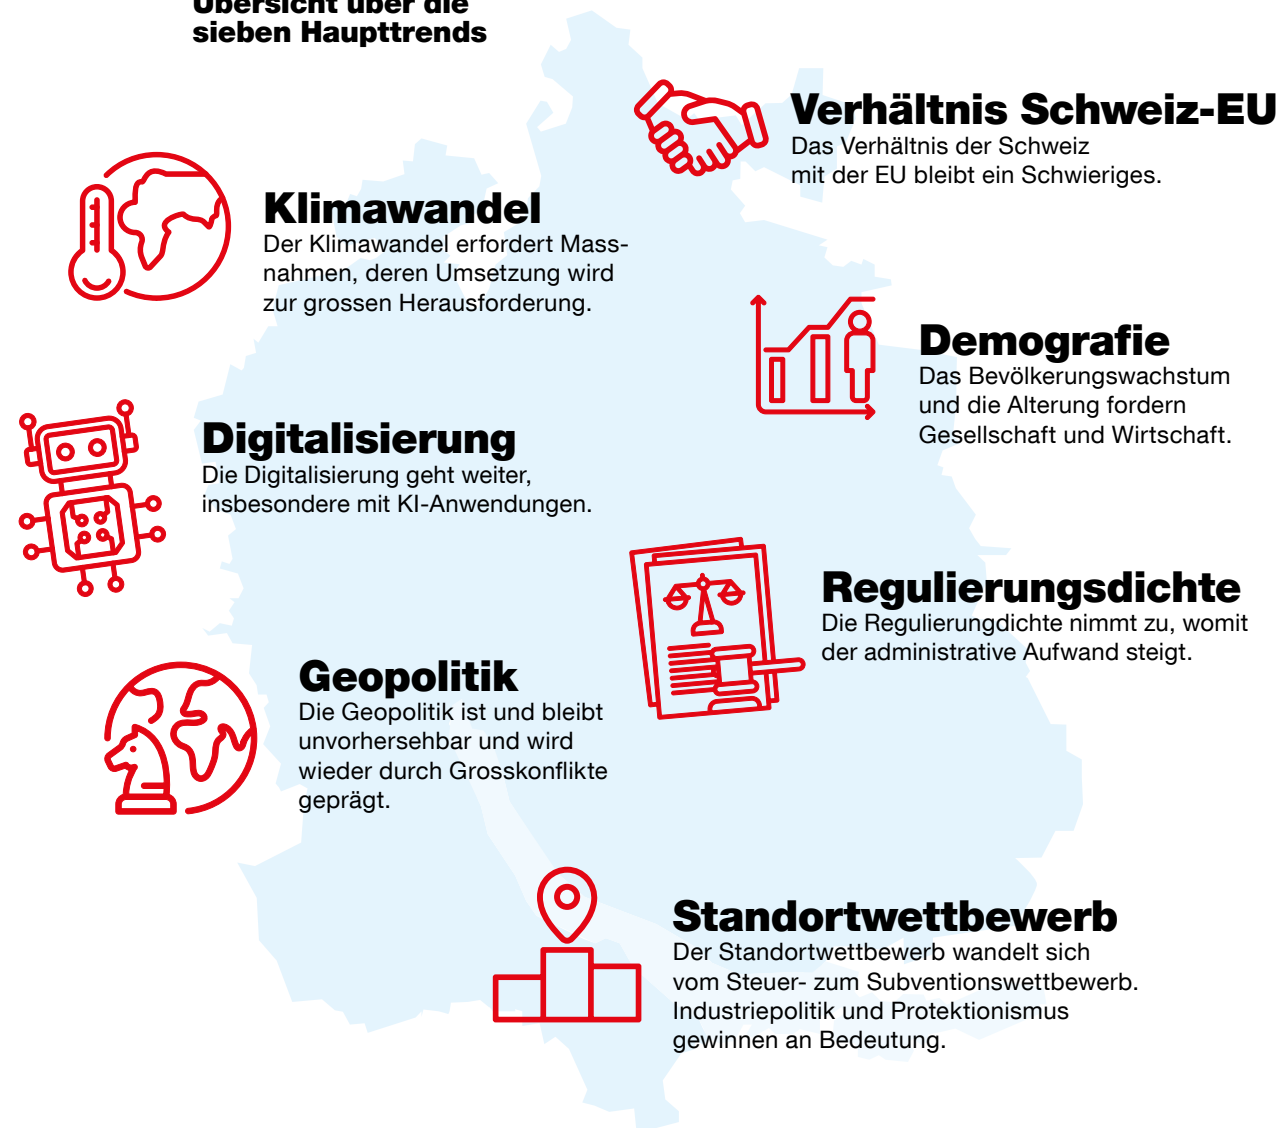 Übersicht über die
sieben Haupttrends
Verhältnis Schweiz-EU
Das Verhältnis der Schweiz
mit der EU bleibt ein Schwieriges.
Klimawandel
Der Klimawandel erfordert Mass-
nahmen, deren Umsetzung wird
zur grossen Herausforderung.
Demografie
Das Bevölkerungswachstum
und die Alterung fordern
Gesellschaft und Wirtschaft.
Digitalisierung
Die Digitalisierung geht weiter,
insbesondere mit KI-Anwendungen.
Regulierungsdichte
Die Regulierungdichte nimmt zu, womit
der administrative Aufwand steigt.
Geopolitik
Die Geopolitik ist und bleibt
unvorhersehbar und wird
wieder durch Grosskonflikte
geprägt.
Standortwettbewerb
Der Standortwettbewerb wandelt sich
vom Steuer- zum Subventionswettbewerb.
Industriepolitik und Protektionismus
gewinnen an Bedeutung.